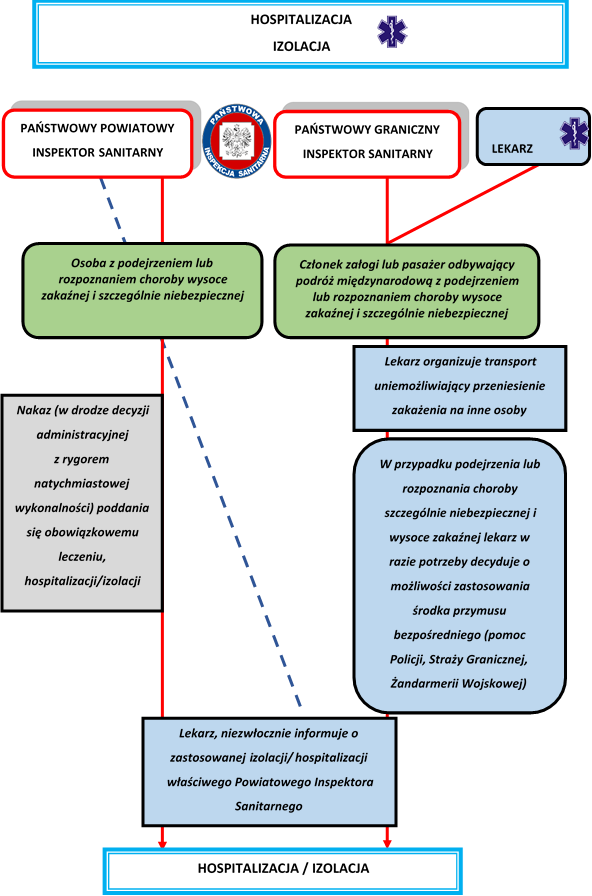 HOSPITALIZACJA
IZOLACJA
PAŃSTWOWY POWIATOWY
INSPEKTOR SANITARNY
PAŃSTWOWA
INSPEKCJA SANITARNA
PAŃSTWOWY GRANICZNY
INSPEKTOR SANITARNY
LEKARZ
Osoba z podejrzeniem lub
rozpoznaniem choroby wysoce
zakaźnej i szczególnie niebezpiecznej
Członek załogi lub pasażer odbywający
podróż międzynarodową z podejrzeniem
lub rozpoznaniem choroby wysoce
zakaźnej i szczególnie niebezpiecznej
Lekarz organizuje transport
uniemożliwiający przeniesienie
zakażenia na inne osoby
Nakaz (w drodze decyzji
administracyjnej
z rygorem
natychmiastowej
wykonalności) poddania
się obowiązkowemu
leczeniu,
hospitalizacji/izolacji
W przypadku podejrzenia lub
rozpoznania choroby
szczególnie niebezpiecznej i
wysoce zakaźnej lekarz w
razie potrzeby decyduje o
możliwości zastosowania
środka przymusu
bezpośredniego (pomoc
Policji, Straży Granicznej,
Żandarmerii Wojskowej)
Lekarz, niezwłocznie informuje o
zastosowanej izolacji/ hospitalizacji
właściwego Powiatowego Inspektora
Sanitarnego
HOSPITALIZACJA / IZOLACJA